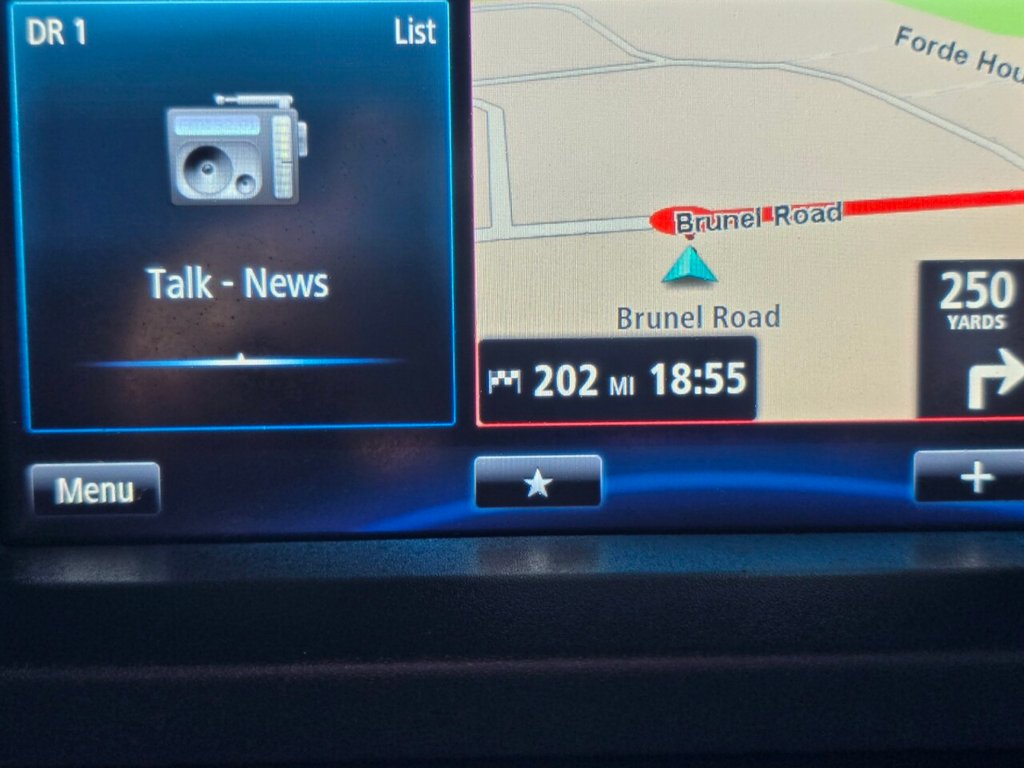 DR 1
List
Talk - News
Menu
Forde Hou
Brunel Road
Brunel Road
250
YARDS
202 MI 18:55